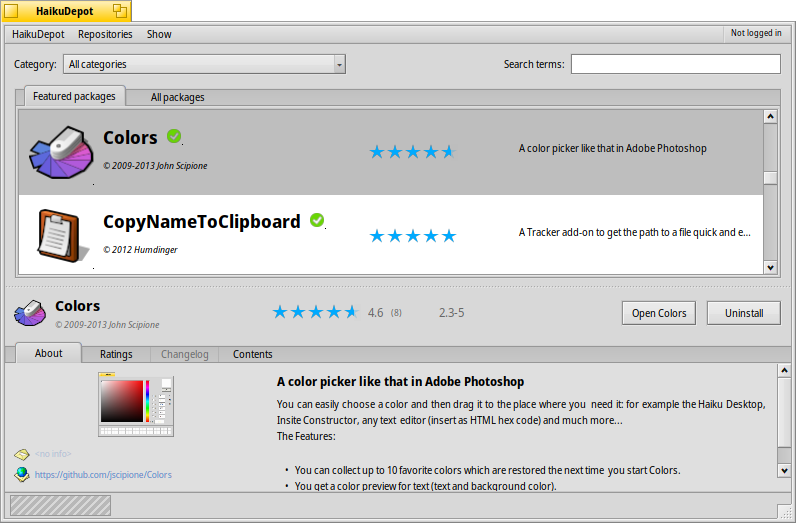 HaikuDepot
HaikuDepot Repositories Show Not logged in
Category: All categories Search terms:
Featured packages All packages
Colors
© 2009-2013 John Scipione
A color picker like that in Adobe Photoshop
CopyNameToClipboard
© 2012 Humdinger
A Tracker add-on to get the path to a file quick and e...
Colors
© 2009-2013 John Scipione
4.6 (8) 2.3-5 Open Colors Uninstall
About Ratings Changelog Contents
A color picker like that in Adobe Photoshop
You can easily choose a color and then drag it to the place where you need it: for example the Haiku Desktop,
Insite Constructor, any text editor (insert as HTML hex code) and much more...
The Features:
<no info>
https://github.com/jscipione/Colors
• You can collect up to 10 favorite colors which are restored the next time you start Colors.
• You get a color preview for text (text and background color).